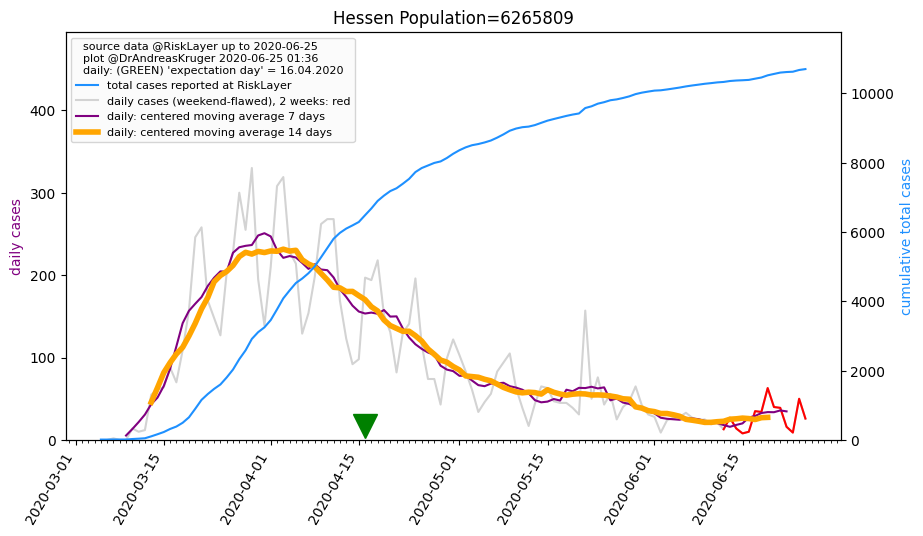 Hessen Population=6265809
source data @RiskLayer up to 2020-06-25
plot @DrAndreasKruger 2020-06-25 01:36
daily: (GREEN) 'expectation day' = 16.04.2020
total cases reported at RiskLayer
daily cases (weekend-flawed), 2 weeks: red
daily: centered moving average 7 days
daily: centered moving average 14 days
daily cases
400
300
200
100
0
cumulative total cases
10000
8000
6000
4000
2000
0
2020-03-01
2020-03-15
2020-04-01
2020-04-15
2020-05-01
2020-05-15
2020-06-01
2020-06-15